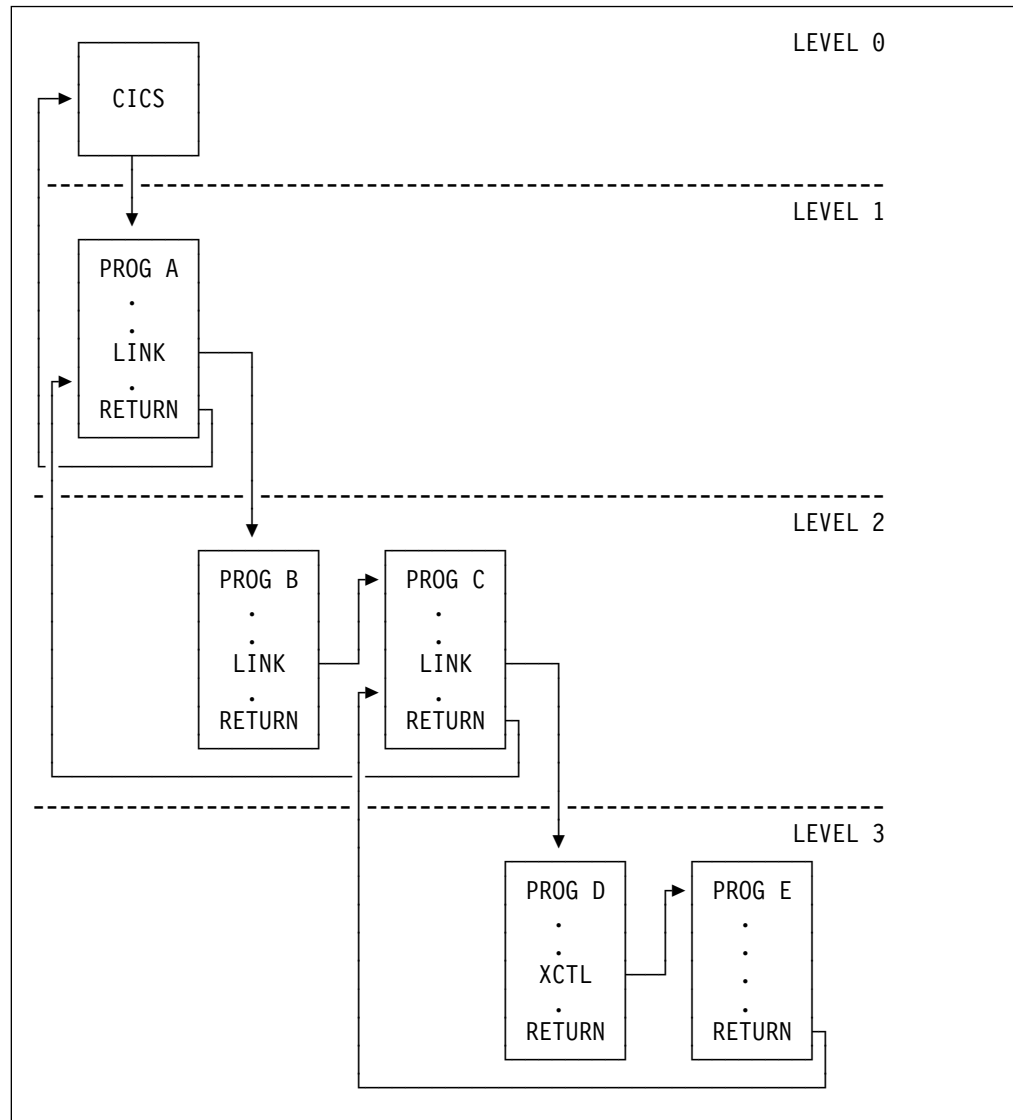 LEVEL 0
CICS
LEVEL 1
PROG A
.
.
LINK
.
RETURN
LEVEL 2
PROG B
.
.
LINK
.
RETURN
PROG C
.
.
LINK
.
RETURN
LEVEL 3
PROG D
.
.
XCTL
.
RETURN
PROG E
.
.
.
.
RETURN